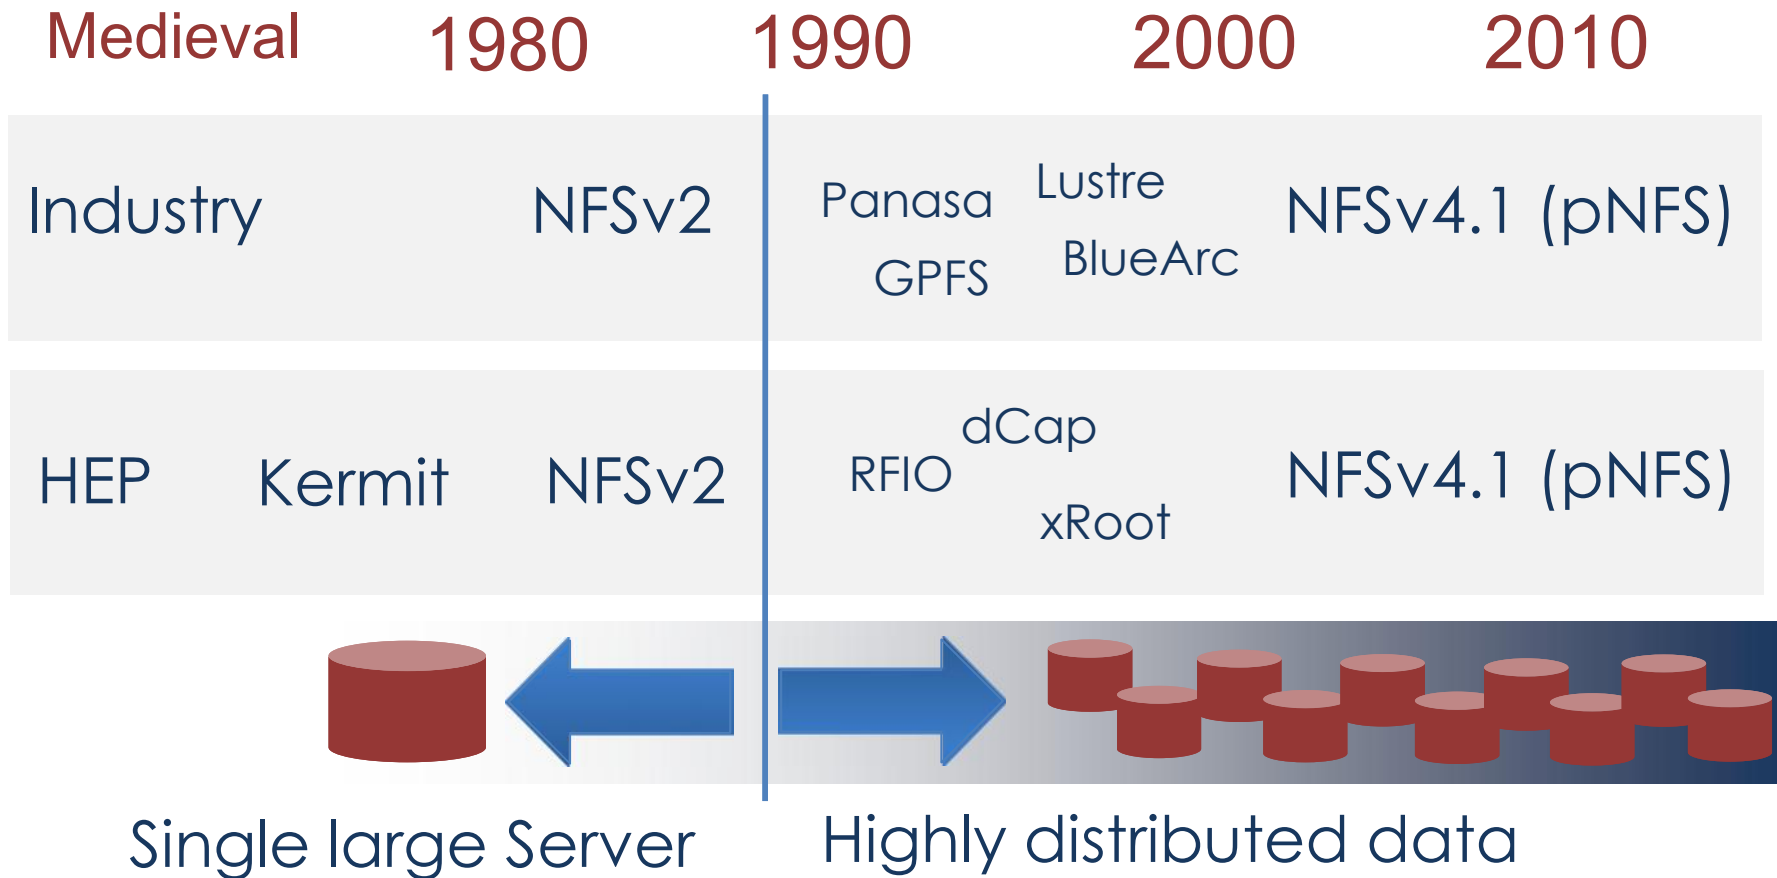 Medieval 1980 1990 2000 2010
Industry NFSv2 Panasa Lustre NFSv4.1 (pNFS)
GPFS BlueArc
HEP Kermit NFSv2 RFIO dCap NFSv4.1 (pNFS)
xRoot
Single large Server Highly distributed data